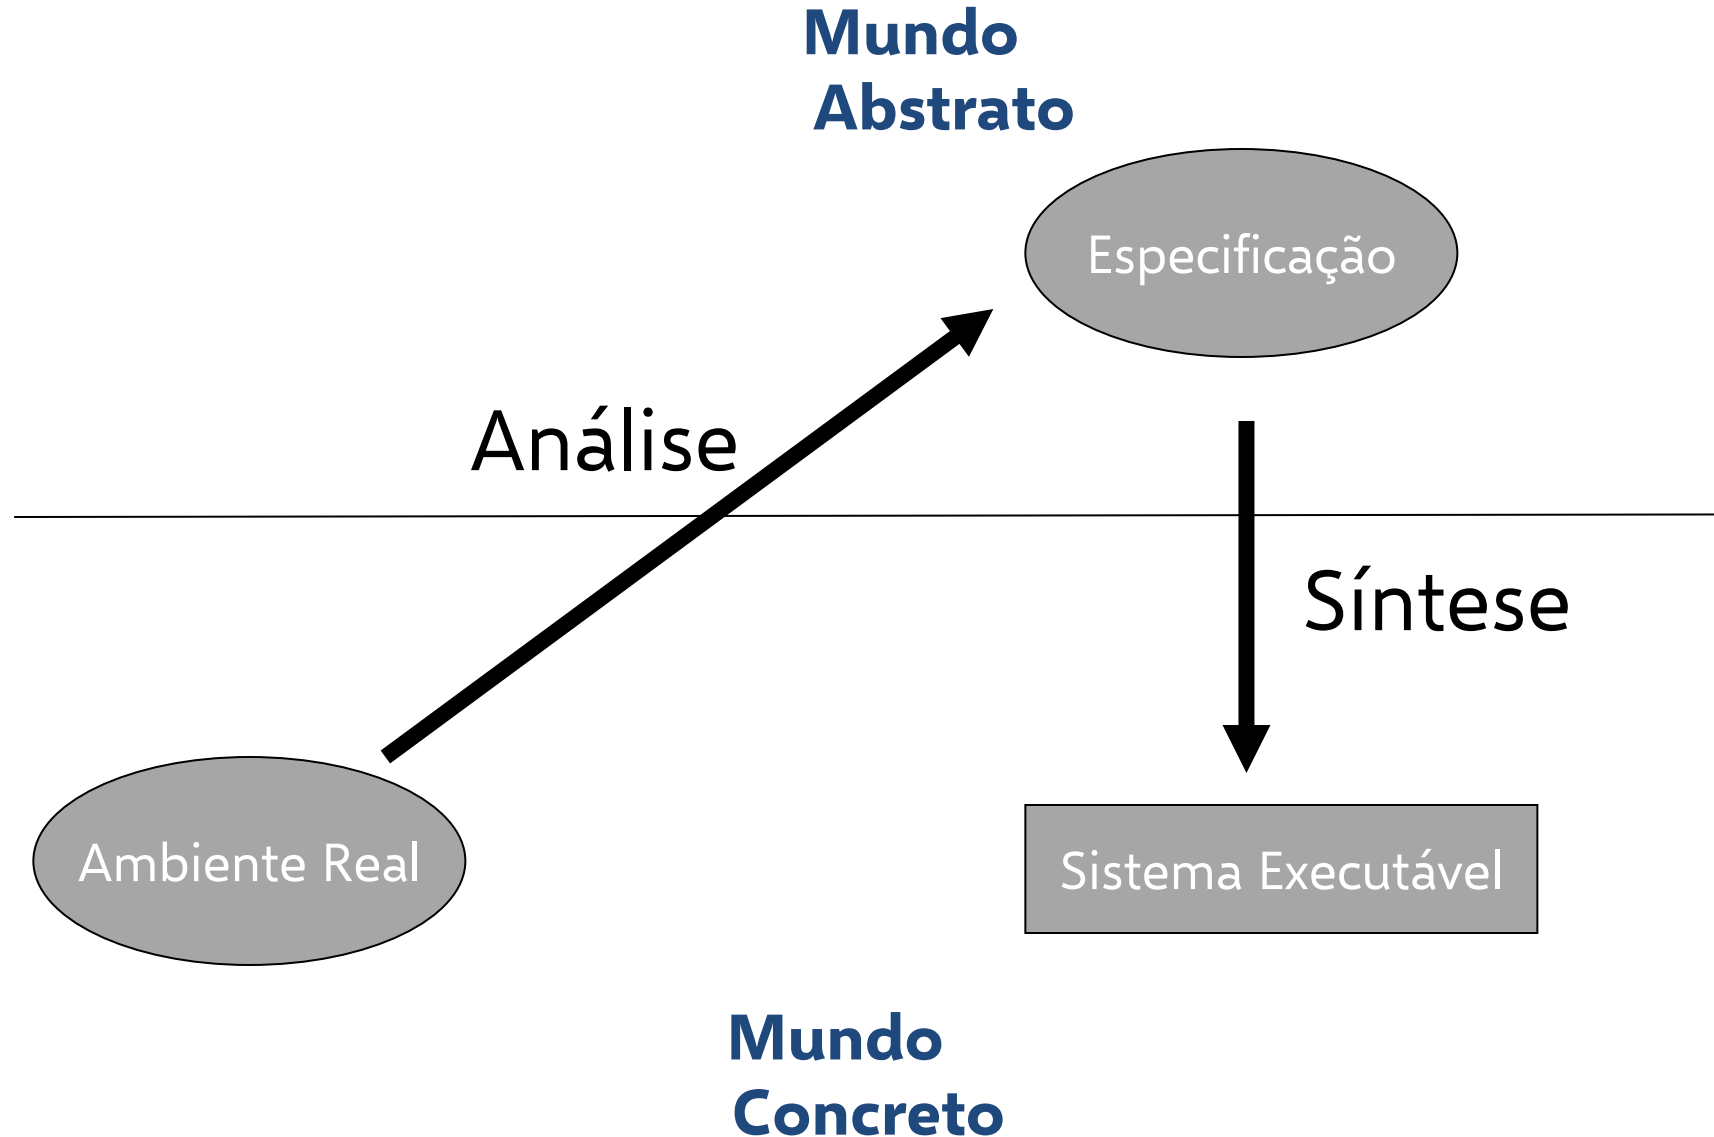 Mundo
Abstrato
Especificação
Análise
Síntese
Ambiente Real
Sistema Executável
Mundo
Concreto